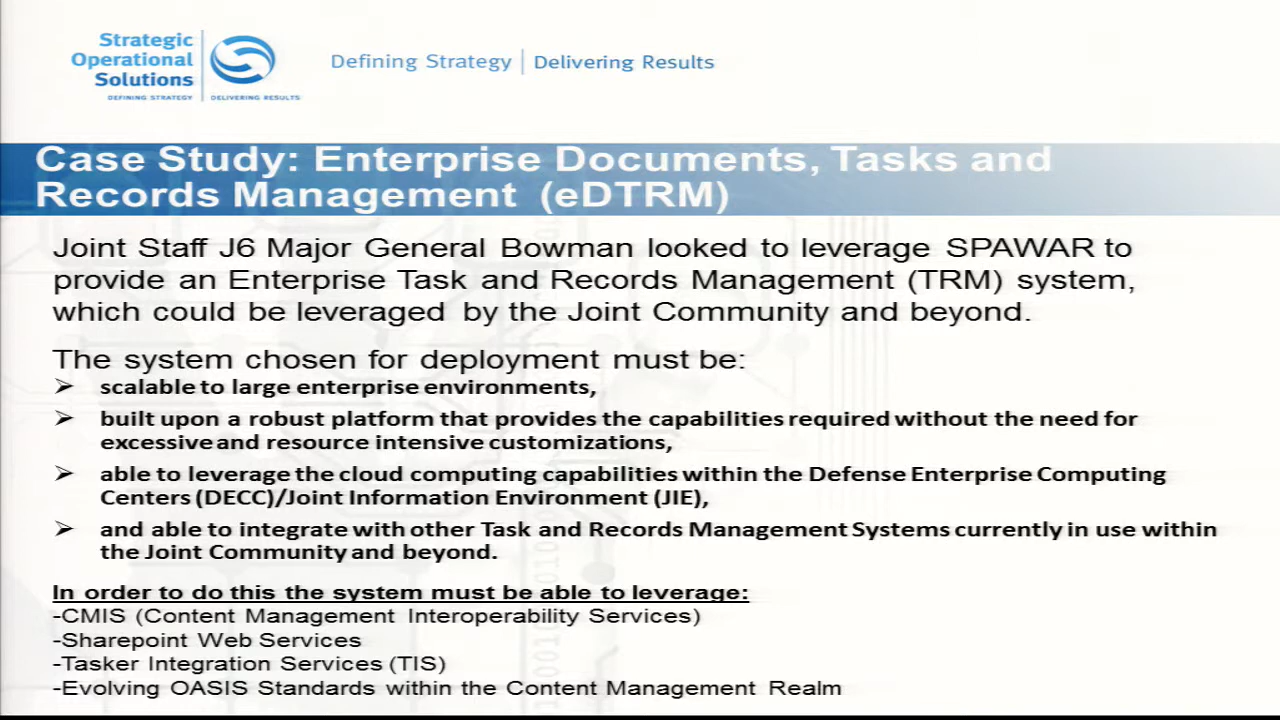 Strategic
Operational
Solutions
DEFINING STRATEGY DELIVERING RESULTS
Defining Strategy Delivering Results
Case Study: Enterprise Documents, Tasks and
Records Management (eDTRM)
Joint Staff J6 Major General Bowman looked to leverage SPAWAR to
provide an Enterprise Task and Records Management (TRM) system,
which could be leveraged by the Joint Community and beyond.
The system chosen for deployment must be:
➢ scalable to large enterprise environments,
➢ built upon a robust platform that provides the capabilities required without the need for
excessive and resource intensive customizations,
➢ able to leverage the cloud computing capabilities within the Defense Enterprise Computing
Centers (DECC)/Joint Information Environment (JIE),
➢ and able to integrate with other Task and Records Management Systems currently in use within
the Joint Community and beyond.
In order to do this the system must be able to leverage:
-CMIS (Content Management Interoperability Services)
-Sharepoint Web Services
-Tasker Integration Services (TIS)
-Evolving OASIS Standards within the Content Management Realm